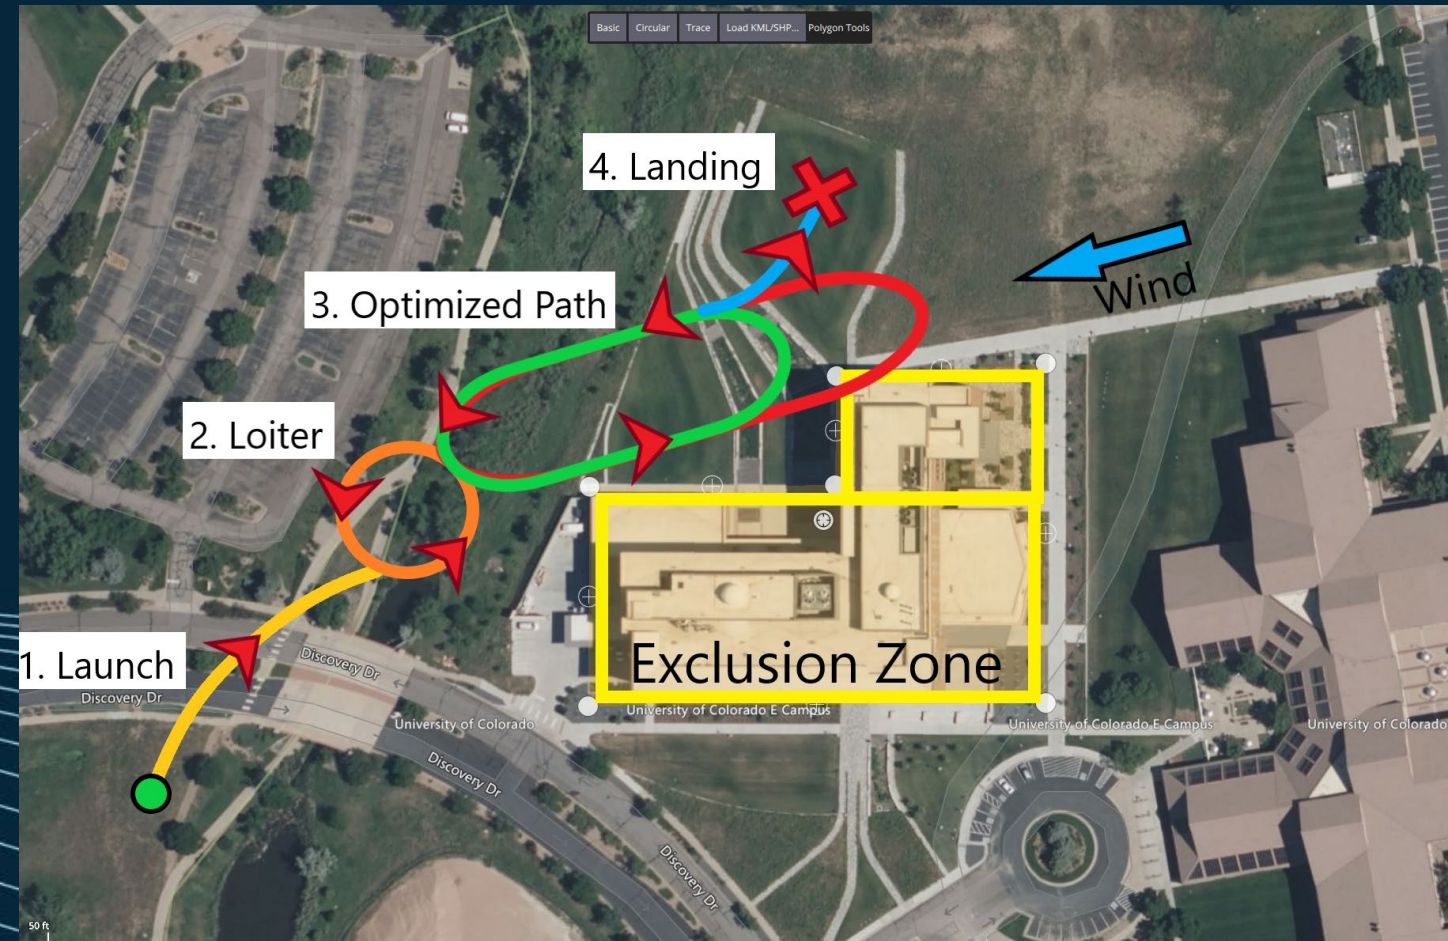 Basic Circular Trace Load KML/SHP... Polygon Tools
4. Landing
Wind
3. Optimized Path
2. Loiter
1. Launch
Discovery Dr
Discovery Dr
Exclusion Zone
University of Colorado
University of Colorado E Campus
University of Colorado E Campus
University of Colorado
Discovery Dr
Discovery Dr
50 ft